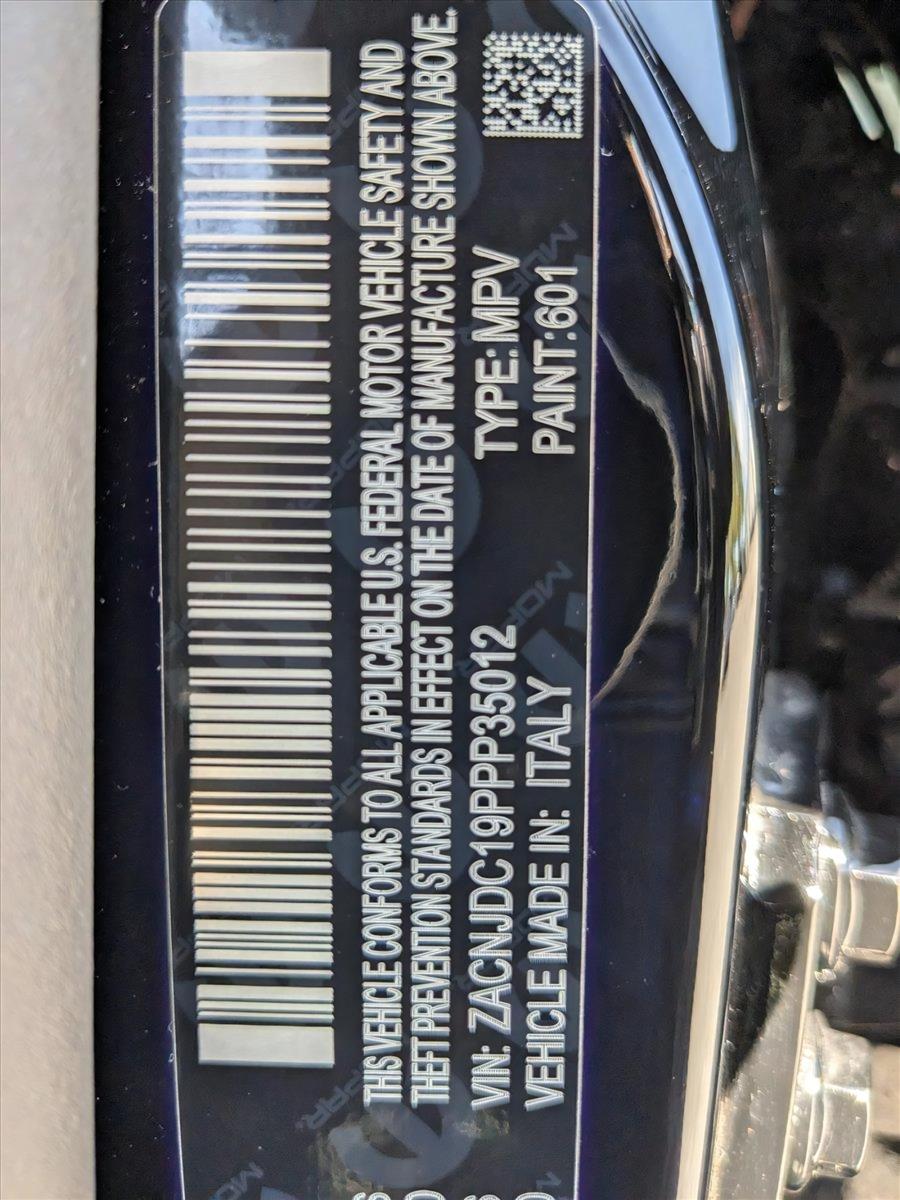 THIS VEHICLE CONFORMS TO ALL APPLICABLE U.S. FEDERAL MOTOR VEHICLE SAFETY AND
THEFT PREVENTION STANDARDS IN EFFECT ON THE DATE OF MANUFACTURE SHOWN ABOVE.
VIN: ZACNJDC19PPP35012 TYPE: MPV
VEHICLE MADE IN: ITALY PAINT:601
MOPAR